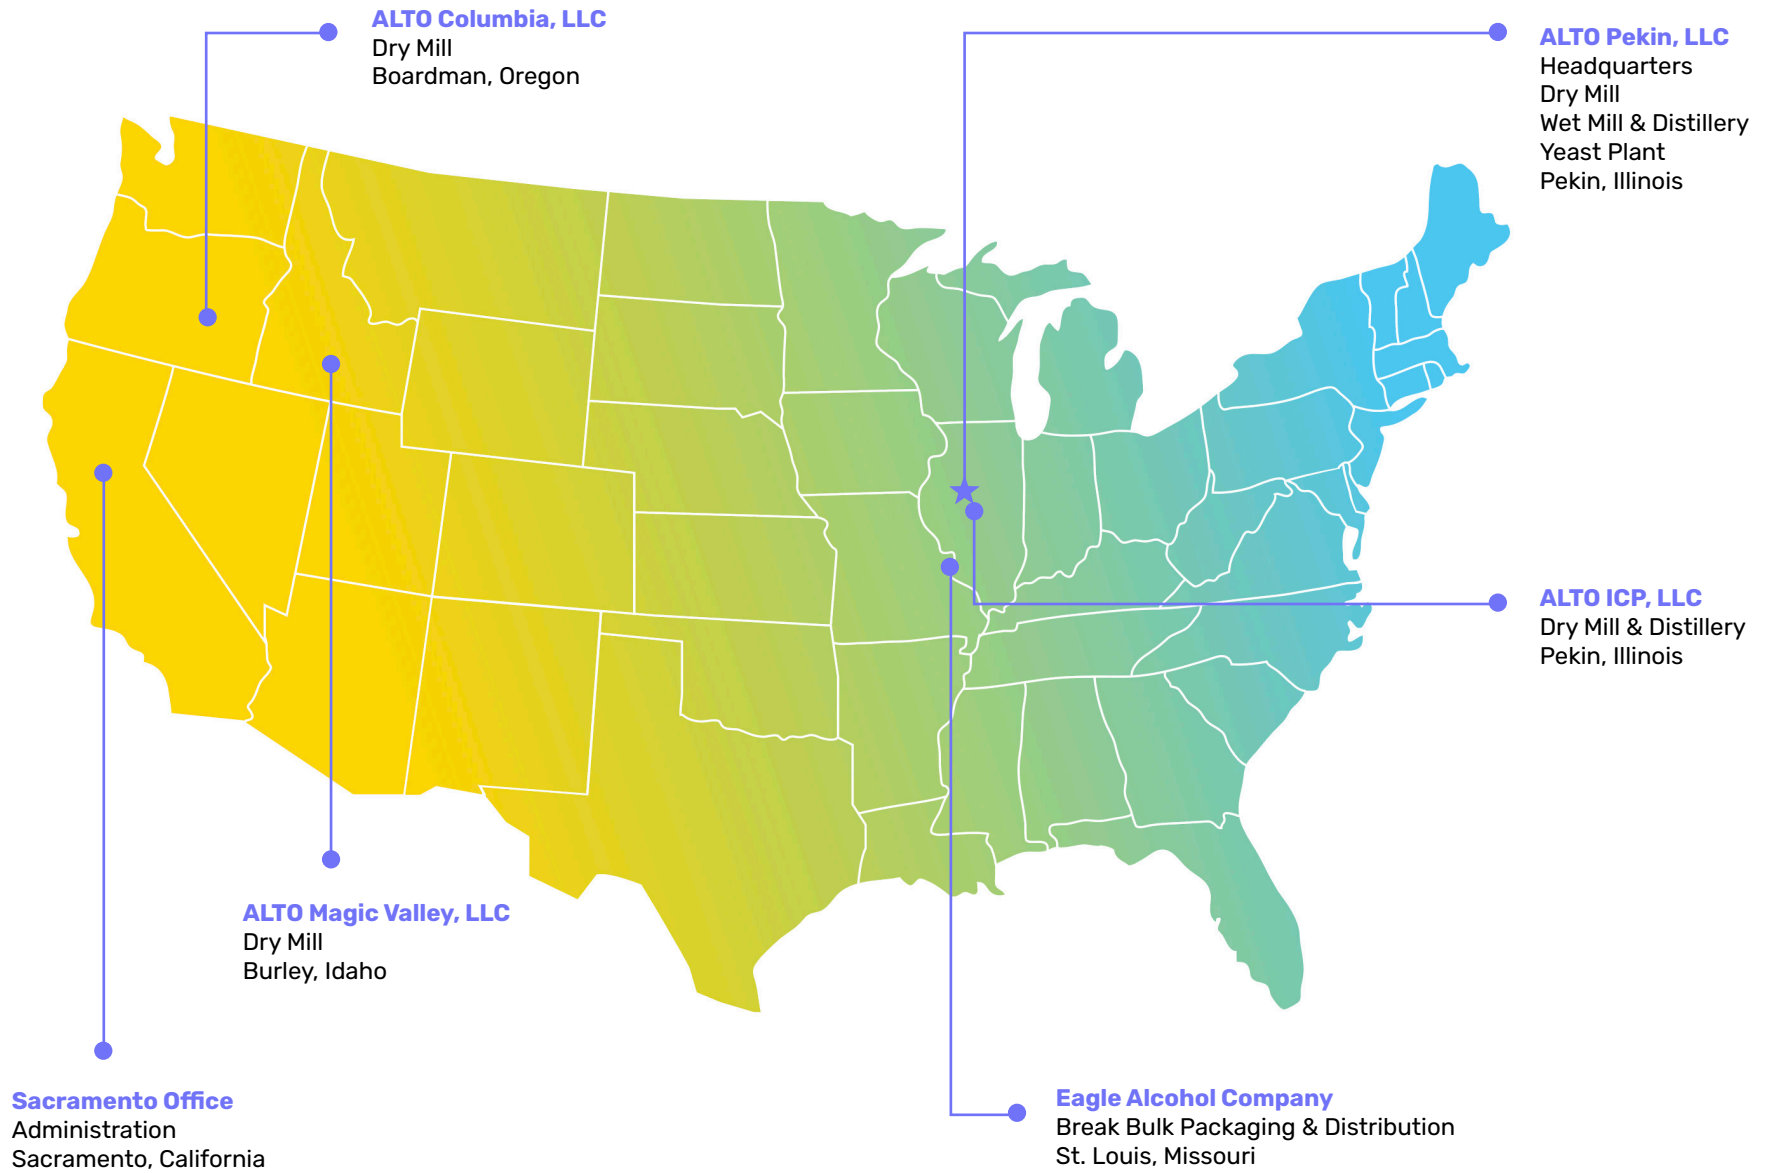 ALTO Columbia, LLC
Dry Mill
Boardman, Oregon
ALTO Pekin, LLC
Headquarters
Dry Mill
Wet Mill & Distillery
Yeast Plant
Pekin, Illinois
ALTO ICP, LLC
Dry Mill & Distillery
Pekin, Illinois
ALTO Magic Valley, LLC
Dry Mill
Burley, Idaho
Sacramento Office
Administration
Sacramento, California
Eagle Alcohol Company
Break Bulk Packaging & Distribution
St. Louis, Missouri